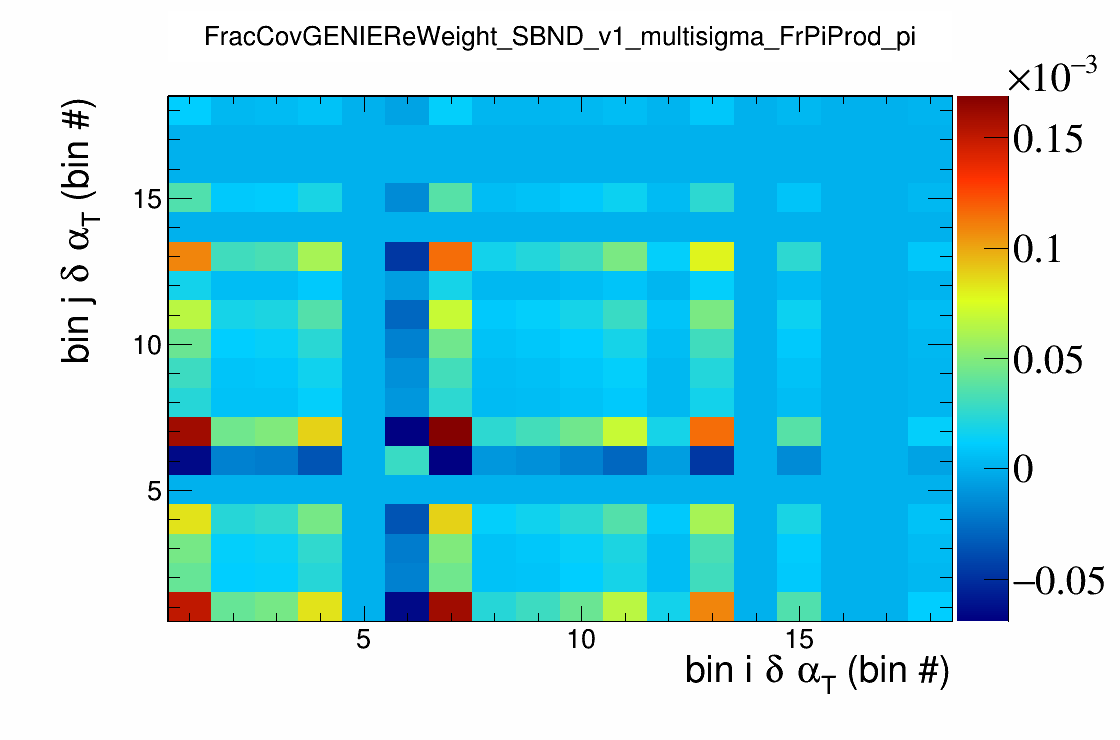 FracCovGENIEReWeight_SBND_v1_multisigma_FrPiProd_pi
×10⁻³
0.15
0.1
0.05
0
−0.05
bin j δ α_T (bin #)
15
10
5
5 10 15
bin i δ α_T (bin #)